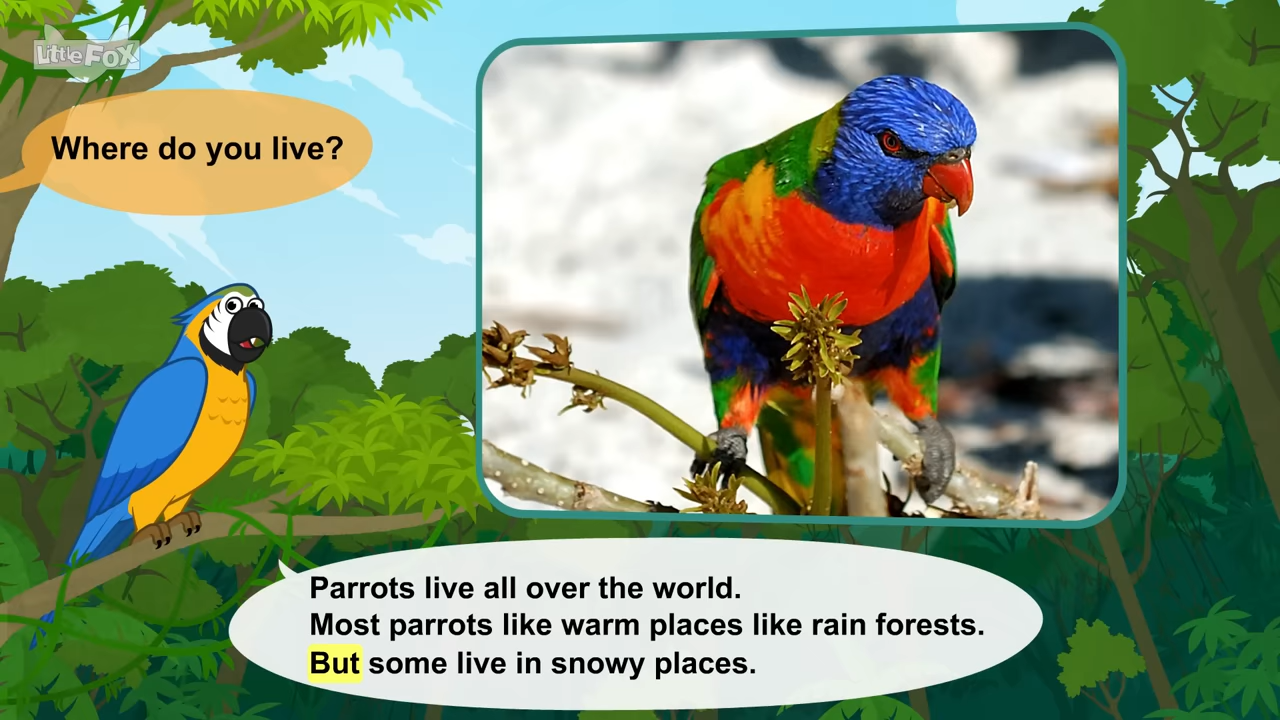 Little Fox
Where do you live?
Parrots live all over the world.
Most parrots like warm places like rain forests.
But some live in snowy places.